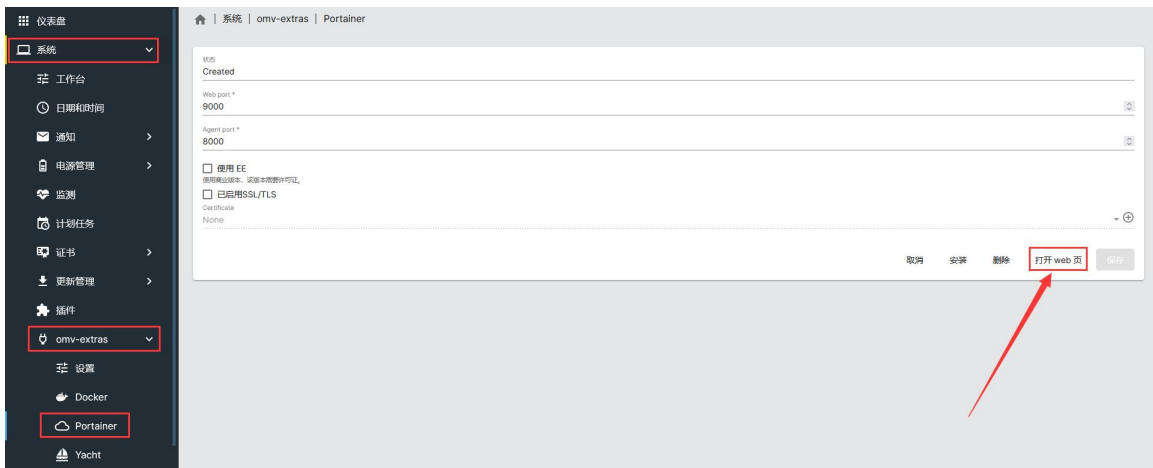 仪表盘
系统 | omv-extras | Portainer
系统
工作台
日期和时间
通知
电源管理
监测
计划任务
证书
更新管理
插件
omv-extras
设置
Docker
Portainer
Yacht
状态
Created
Web port *
9000
Agent port *
8000
使用 EE
使用商业版本。该版本需要许可证。
已启用SSL/TLS
Certificate
None
取消 安装 删除 打开 web 页 保存